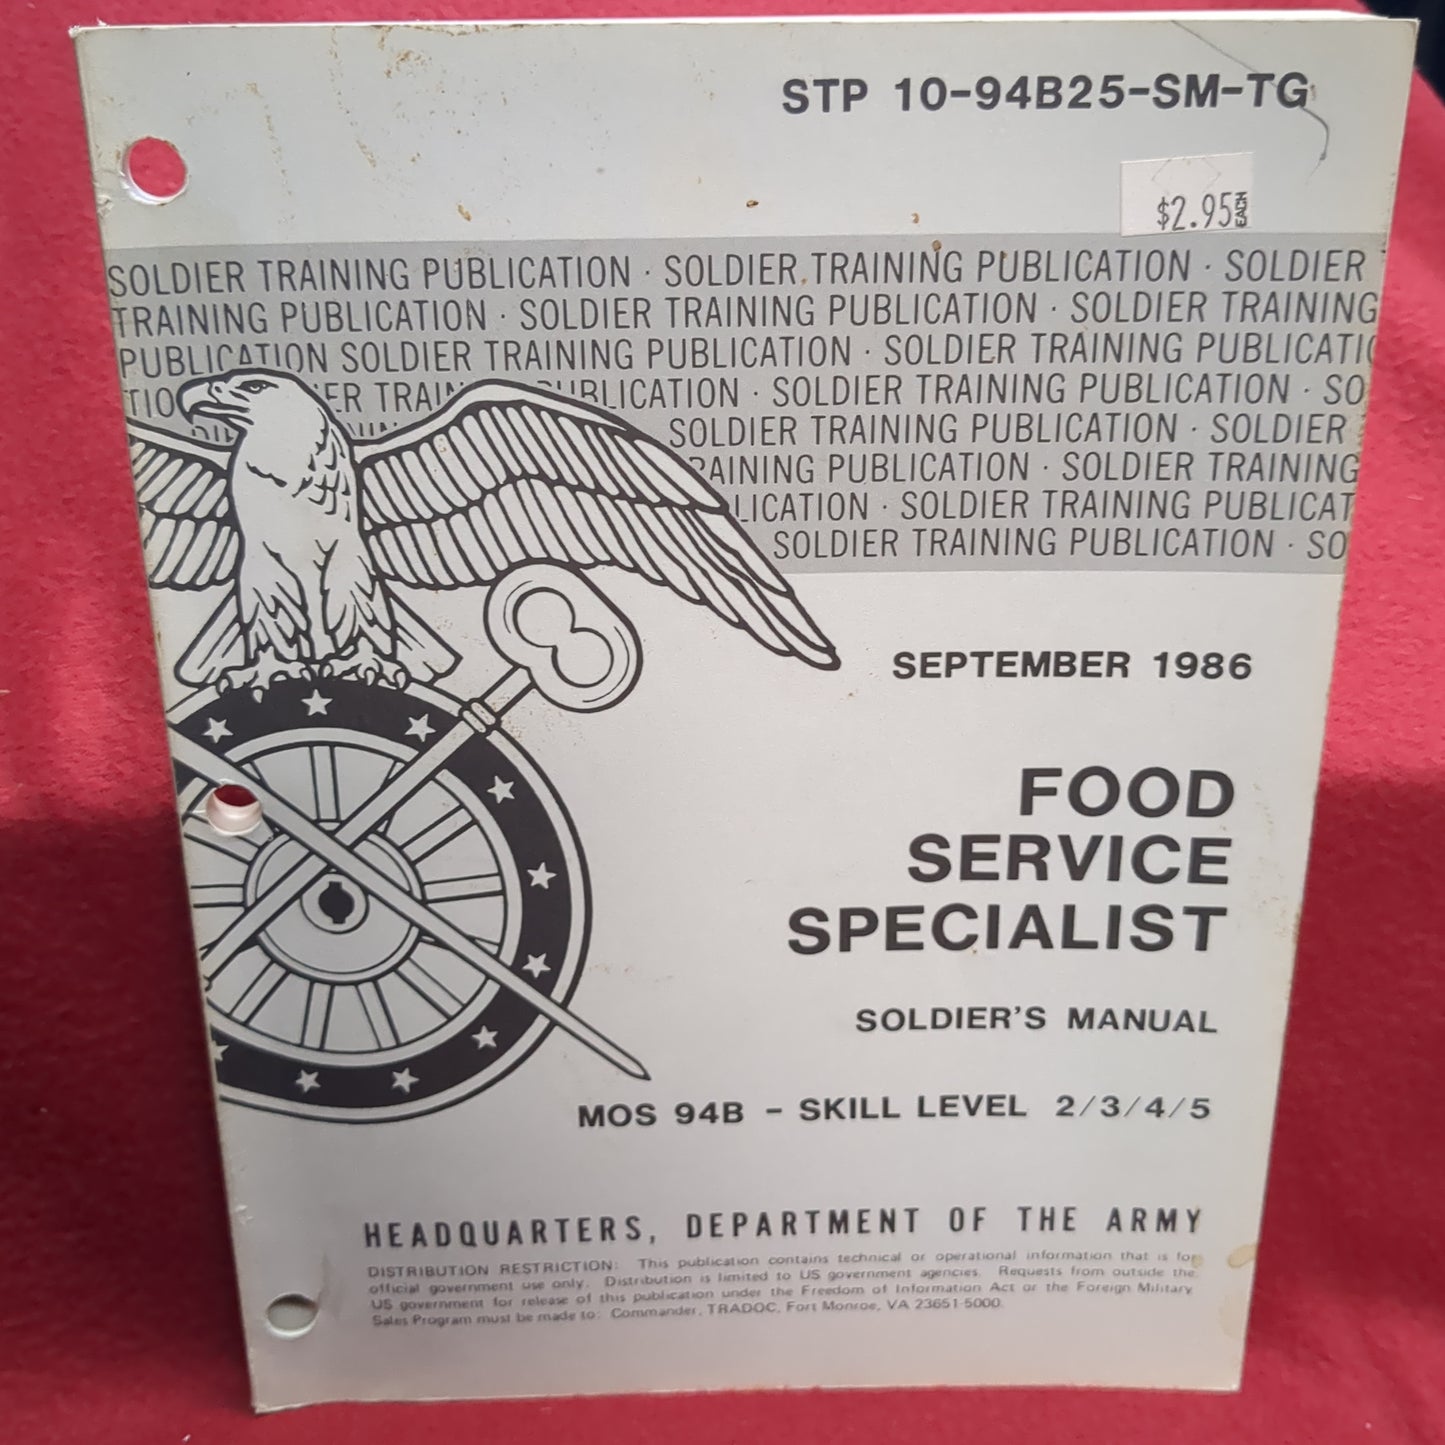 STP 10-94B25-SM-TG
$2.95 EACH
SOLDIER TRAINING PUBLICATION · SOLDIER TRAINING PUBLICATION · SOLDIER
TRAINING PUBLICATION · SOLDIER TRAINING PUBLICATION · SOLDIER TRAINING
PUBLICATION SOLDIER TRAINING PUBLICATION · SOLDIER TRAINING PUBLICATI
TIO ER TRAIN PUBLICATION · SOLDIER TRAINING PUBLICATION · SO
SOLDIER TRAINING PUBLICATION · SOLDIER
RAINING PUBLICATION · SOLDIER TRAINING
LICATION · SOLDIER TRAINING PUBLICAT
SOLDIER TRAINING PUBLICATION · SO
SEPTEMBER 1986
FOOD
SERVICE
SPECIALIST
SOLDIER'S MANUAL
MOS 94B - SKILL LEVEL 2/3/4/5
HEADQUARTERS, DEPARTMENT OF THE ARMY
DISTRIBUTION RESTRICTION: This publication contains technical or operational information that is for
official government use only. Distribution is limited to US government agencies. Requests from outside the
US government for release of this publication under the Freedom of Information Act or the Foreign Military
Sales Program must be made to: Commander, TRADOC, Fort Monroe, VA 23651-5000.